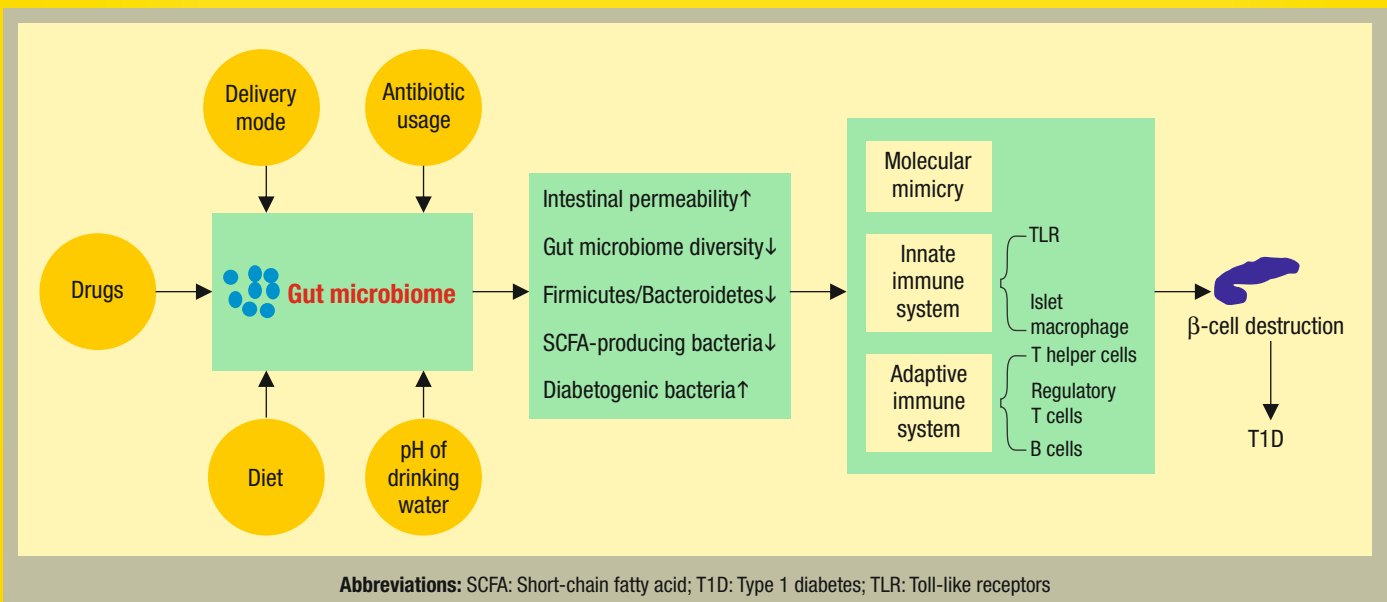 Delivery
mode
Antibiotic
usage
Drugs
Gut microbiome
Diet
pH of
drinking
water
Intestinal permeability↑
Gut microbiome diversity↓
Firmicutes/Bacteroidetes↓
SCFA-producing bacteria↓
Diabetogenic bacteria↑
Molecular
mimicry
Innate
immune
system
TLR
Islet
macrophage
Adaptive
immune
system
T helper cells
Regulatory
T cells
B cells
β-cell destruction
T1D
Abbreviations: SCFA: Short-chain fatty acid; T1D: Type 1 diabetes; TLR: Toll-like receptors